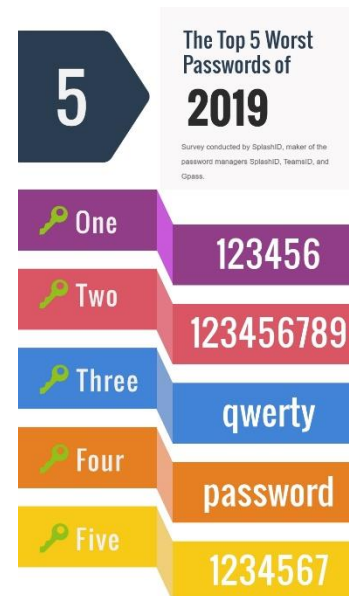 5
The Top 5 Worst
Passwords of
2019
Survey conducted by SplashID, maker of the
password managers SplashID, TeamsID, and
Gpass.
One
123456
Two
123456789
Three
qwerty
Four
password
Five
1234567